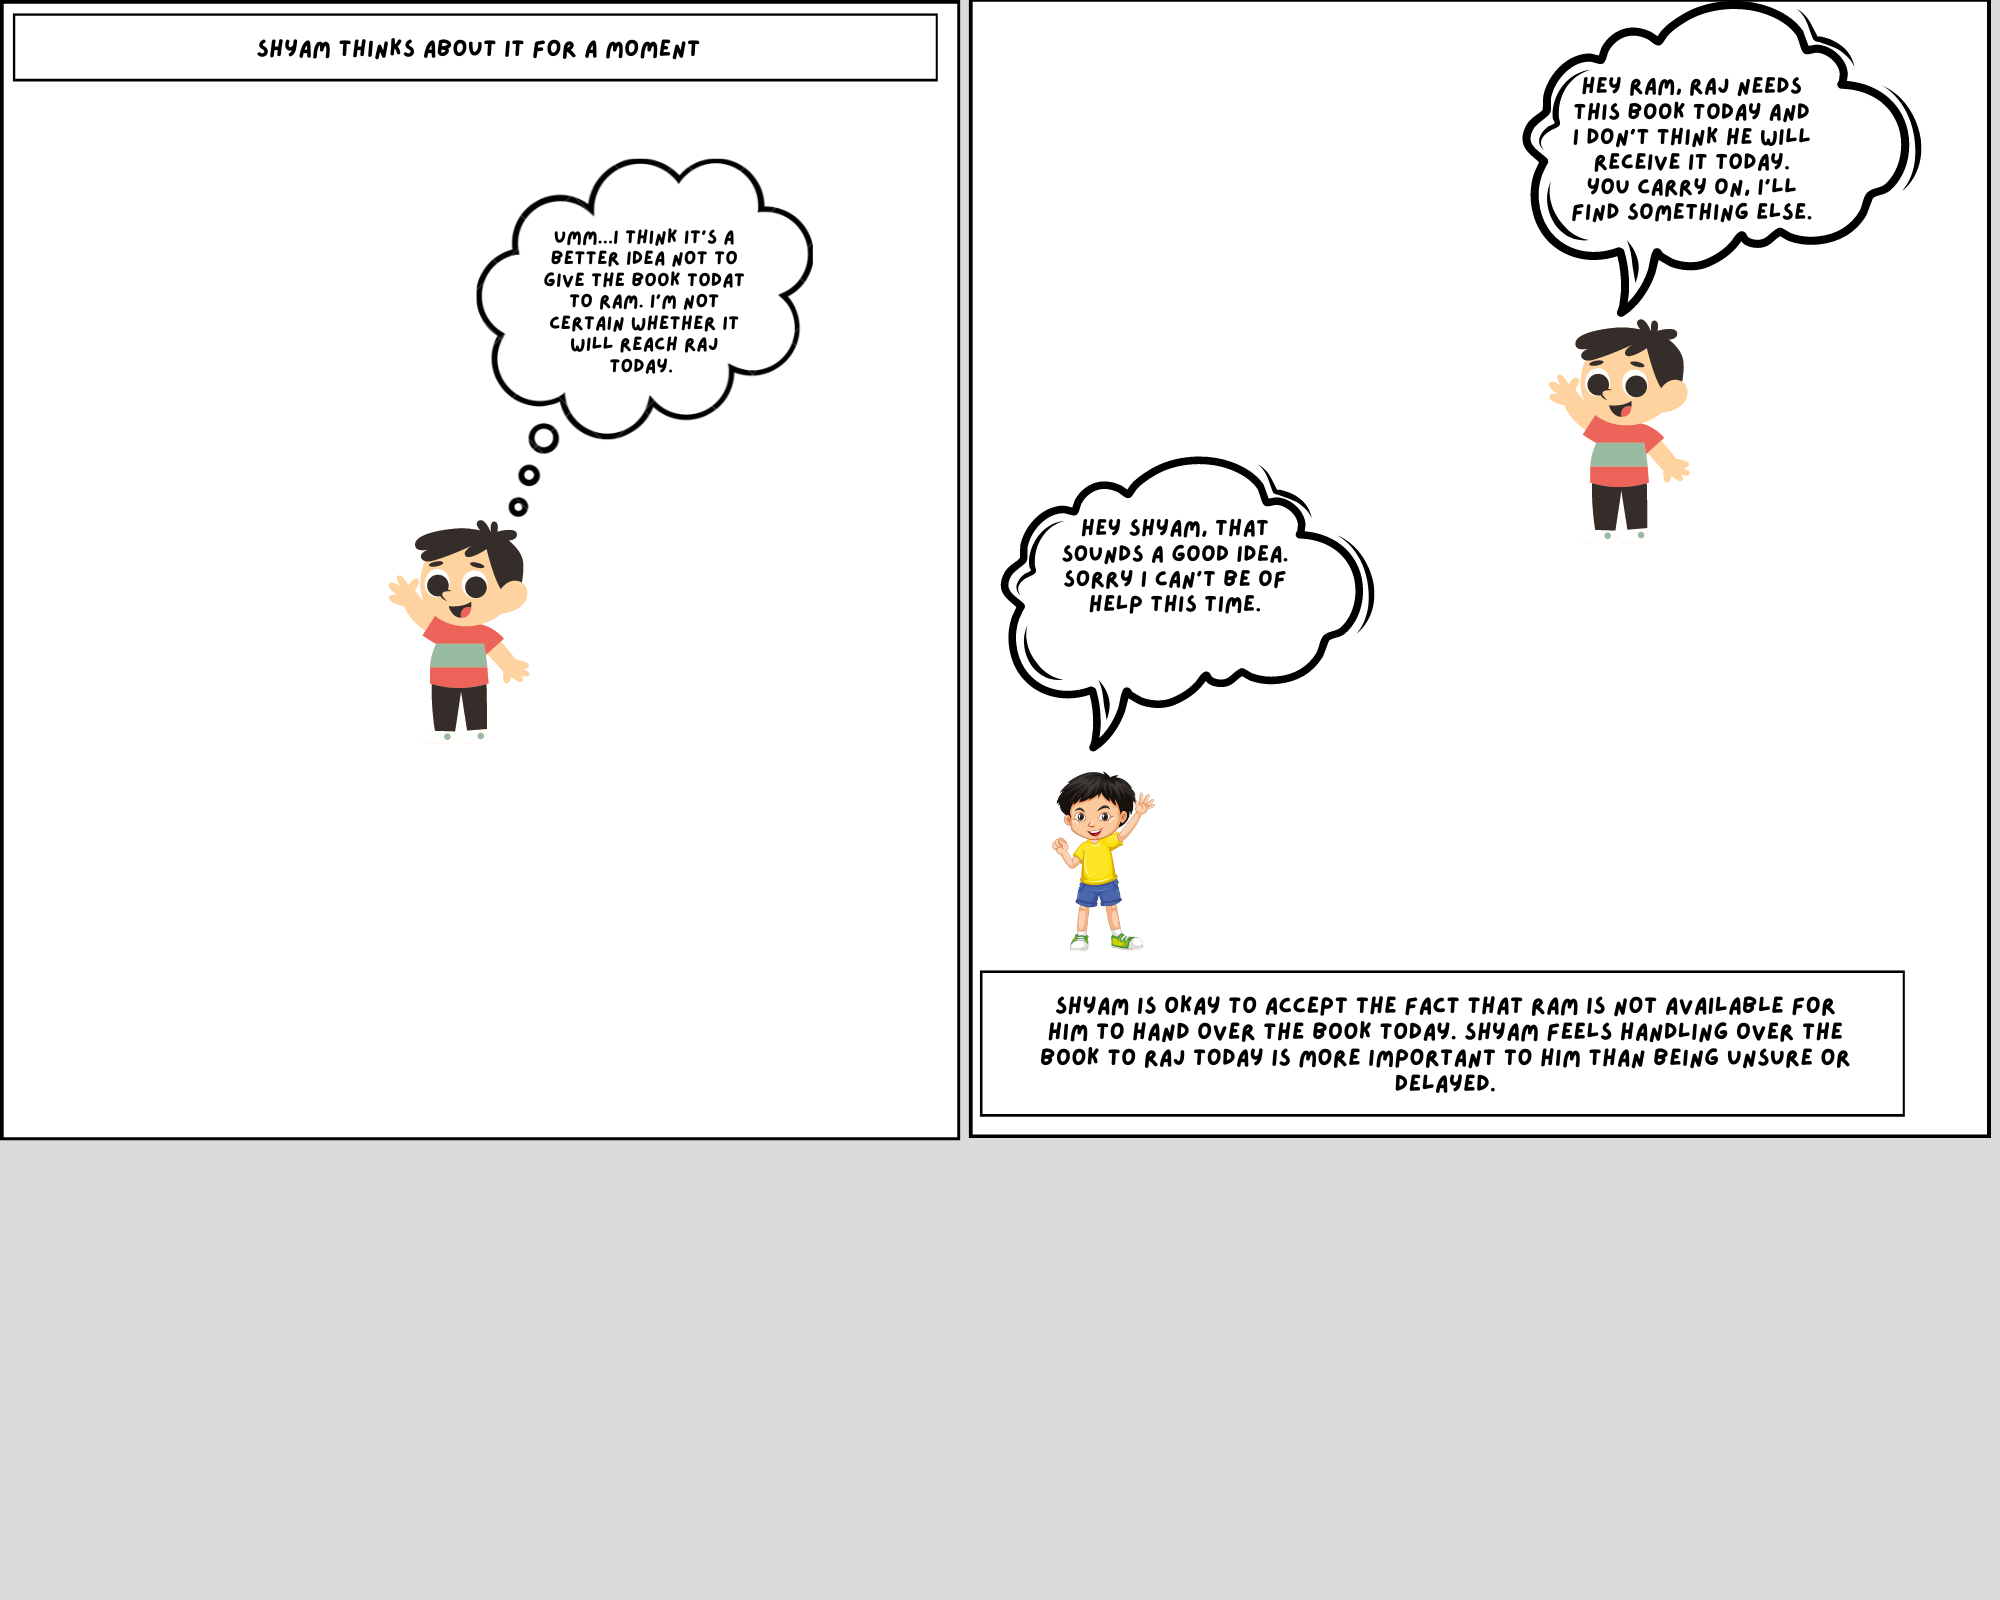 SHYAM THINKS ABOUT IT FOR A MOMENT
UMM...I THINK IT'S A
BETTER IDEA NOT TO
GIVE THE BOOK TODAT
TO RAM. I'M NOT
CERTAIN WHETHER IT
WILL REACH RAJ
TODAY.
HEY RAM, RAJ NEEDS
THIS BOOK TODAY AND
I DON'T THINK HE WILL
RECEIVE IT TODAY.
YOU CARRY ON, I'LL
FIND SOMETHING ELSE.
HEY SHYAM, THAT
SOUNDS A GOOD IDEA.
SORRY I CAN'T BE OF
HELP THIS TIME.
SHYAM IS OKAY TO ACCEPT THE FACT THAT RAM IS NOT AVAILABLE FOR
HIM TO HAND OVER THE BOOK TODAY. SHYAM FEELS HANDLING OVER THE
BOOK TO RAJ TODAY IS MORE IMPORTANT TO HIM THAN BEING UNSURE OR
DELAYED.